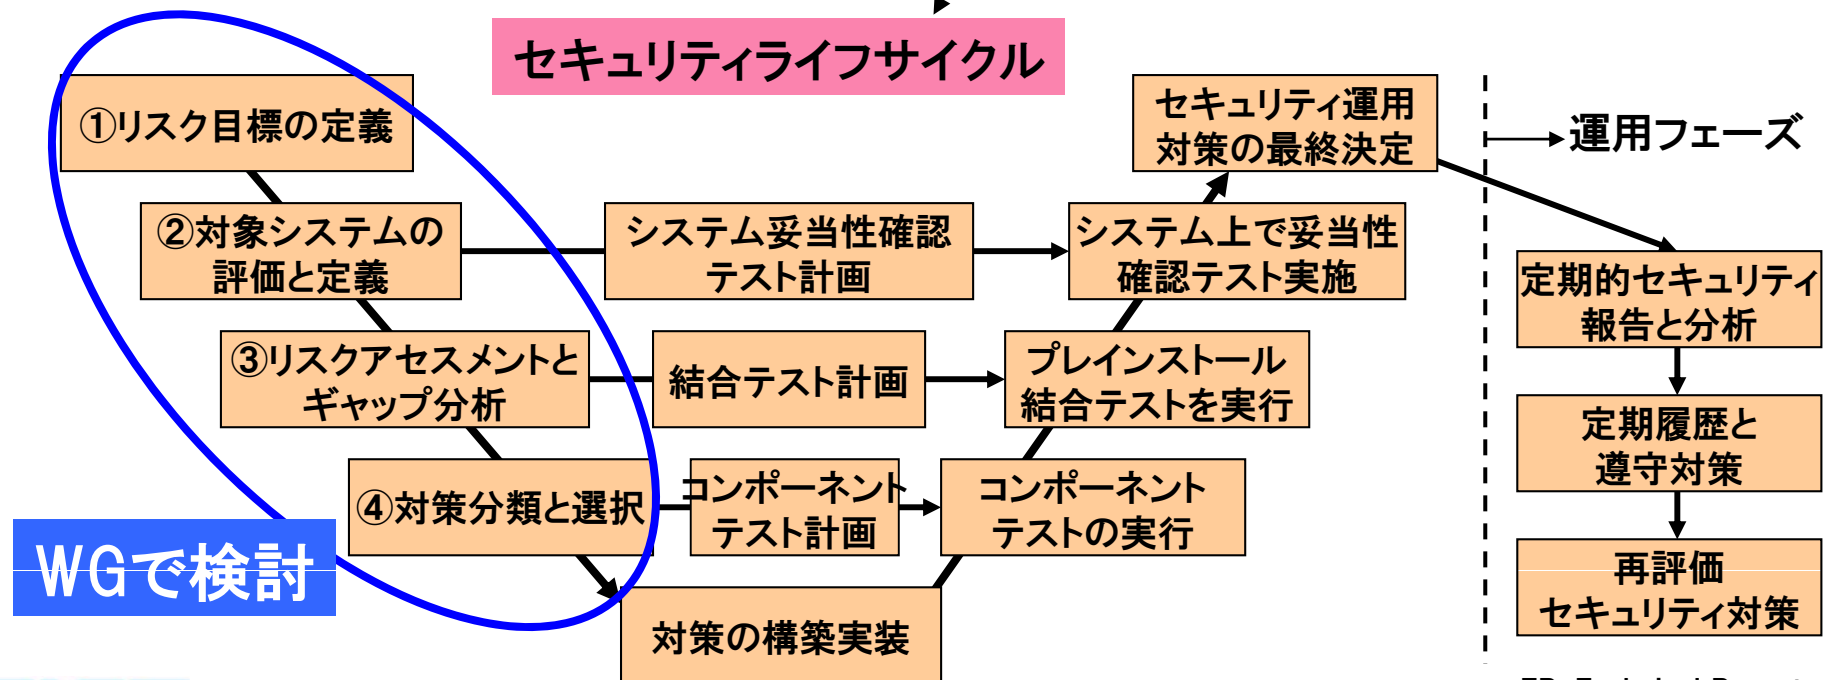 セキュリティライフサイクル
①リスク目標の定義
セキュリティ運用
対策の最終決定
運用フェーズ
②対象システムの
評価と定義
システム妥当性確認
テスト計画
システム上で妥当性
確認テスト実施
定期的セキュリティ
報告と分析
③リスクアセスメントと
ギャップ分析
結合テスト計画
プレインストール
結合テストを実行
定期履歴と
遵守対策
④対策分類と選択
コンポーネント
テスト計画
コンポーネント
テストの実行
WGで検討
再評価
セキュリティ対策
対策の構築実装